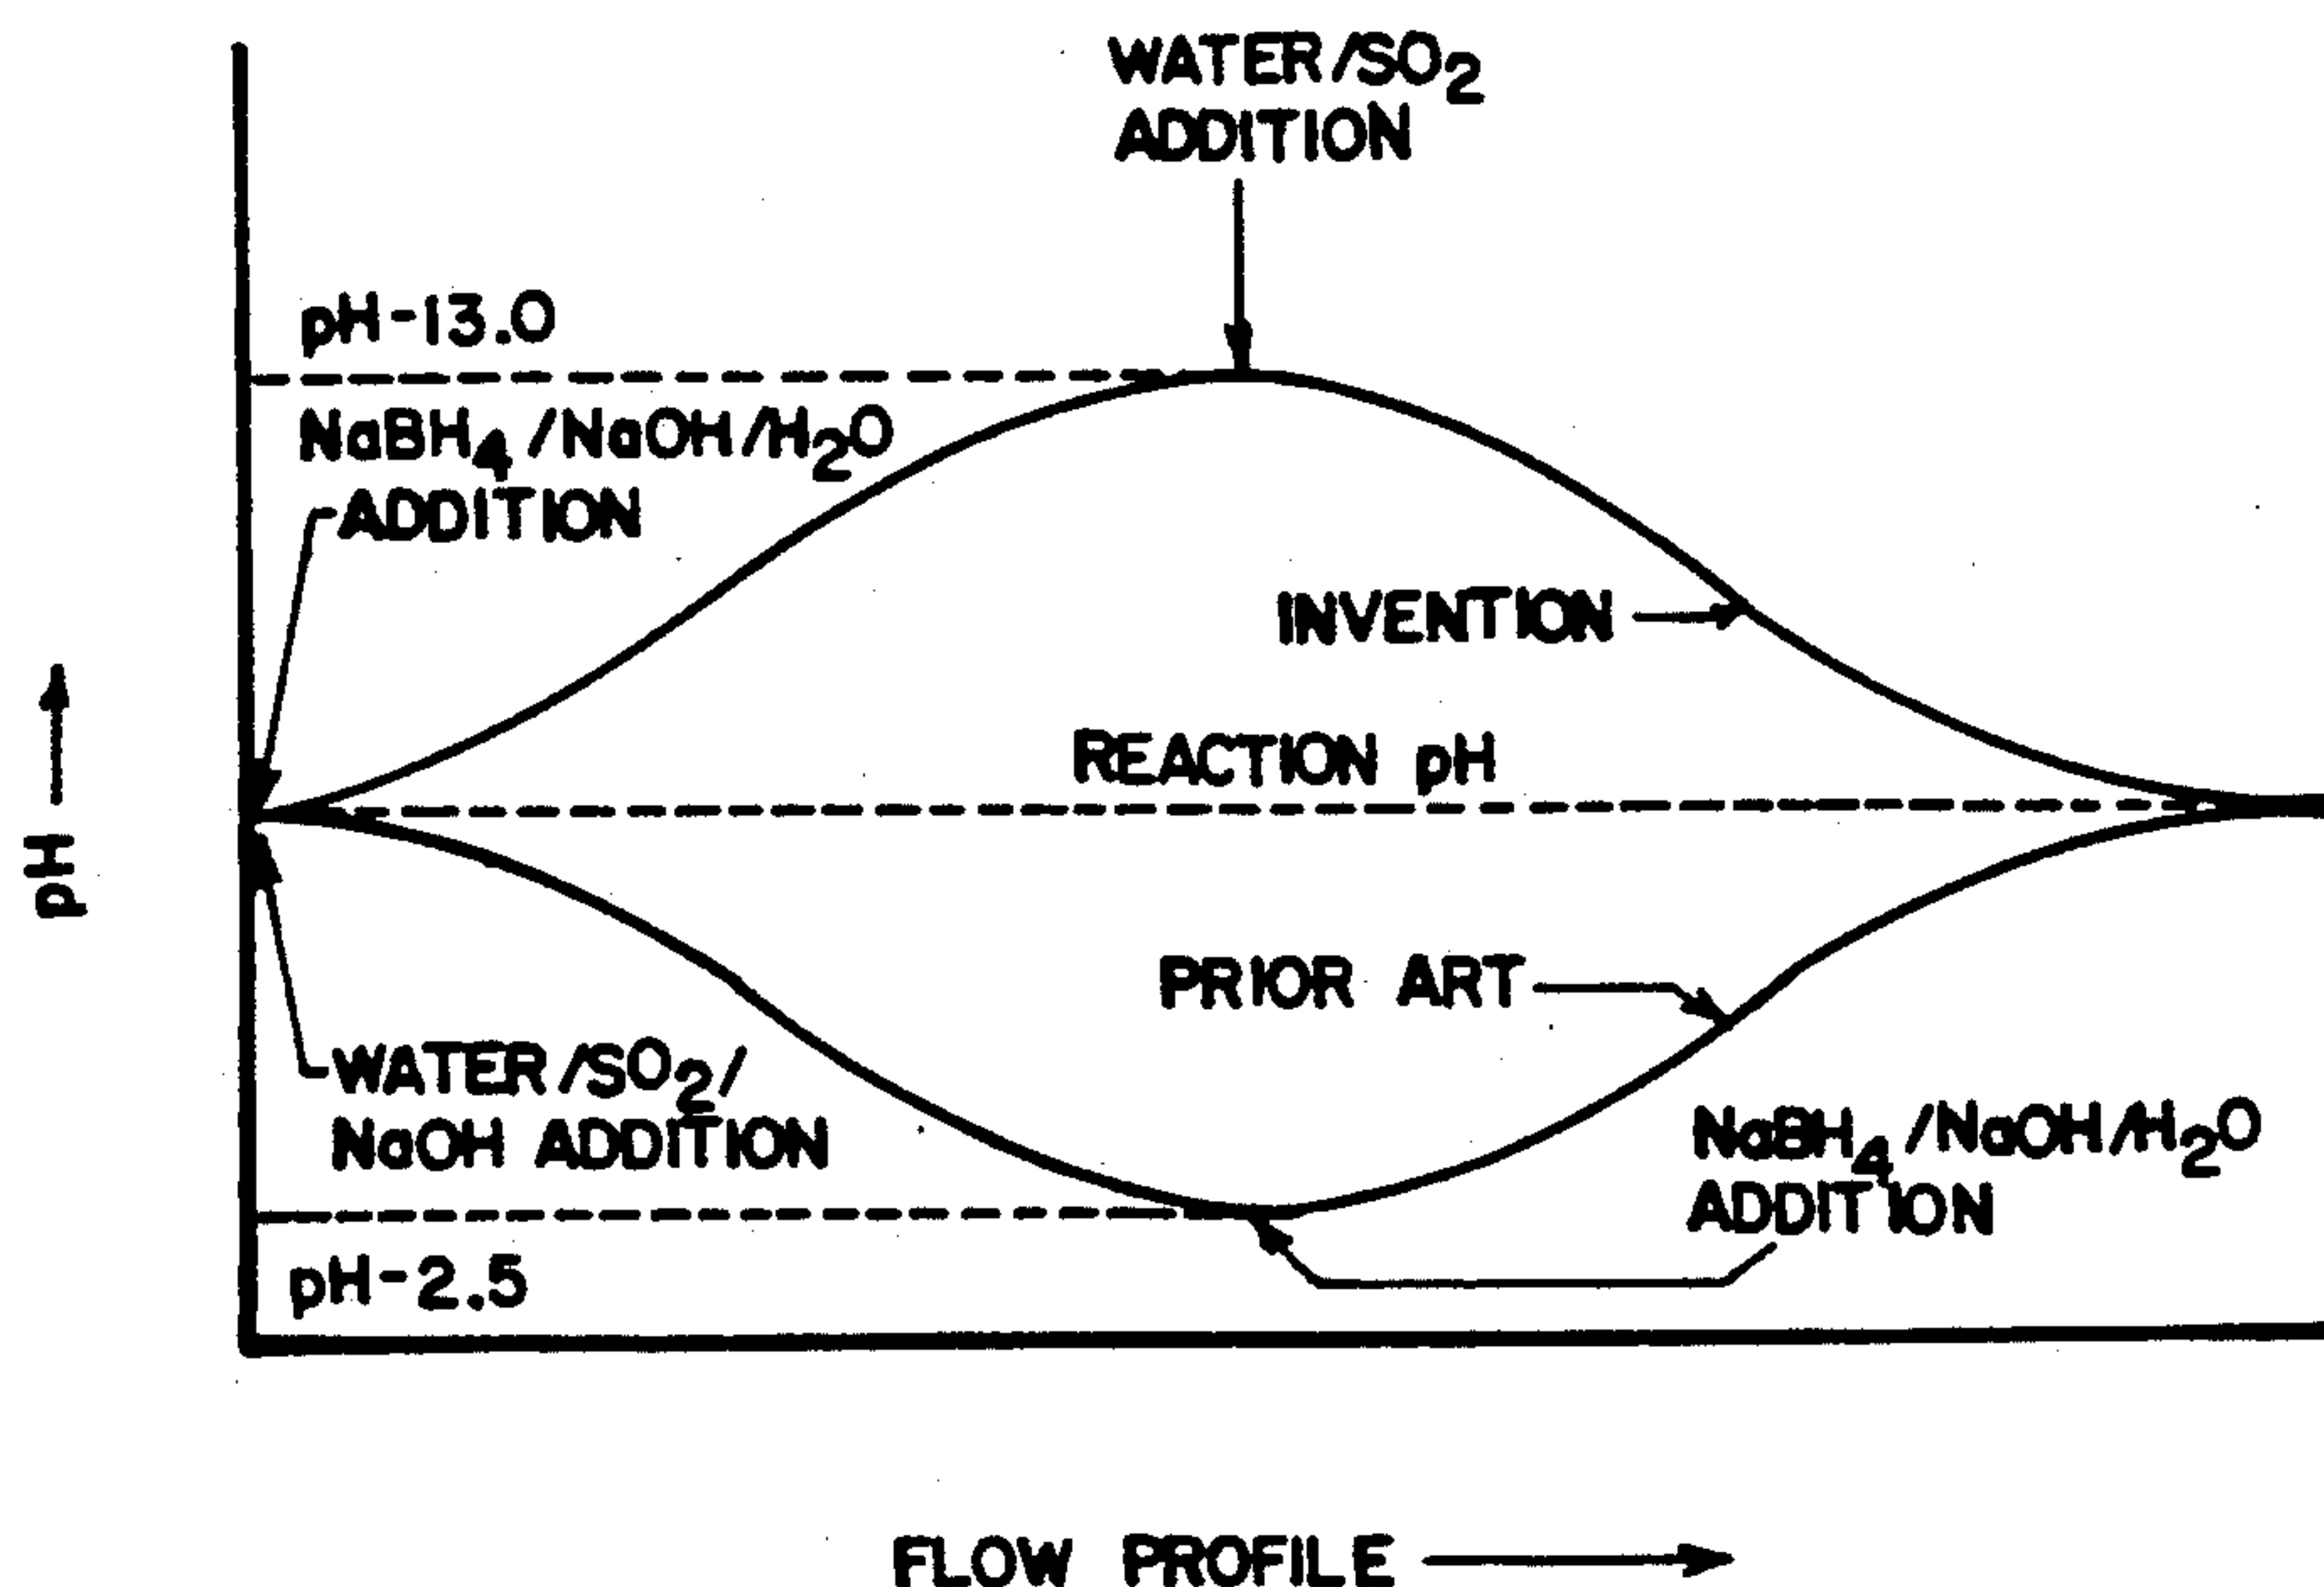 WATER/SO2
ADDITION
pH-13.0
NaBH4/NaOH/H2O
ADDITION
INVENTION
REACTION pH
pH
PRIOR ART
WATER/SO2/
NaOH ADDITION
NaBH4/NaOH/H2O
ADDITION
pH-2.5
FLOW PROFILE